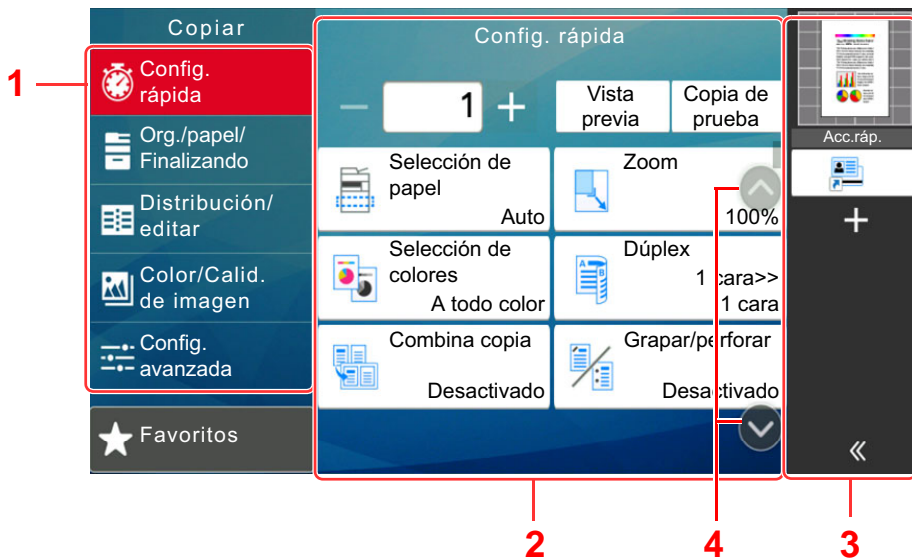 Copiar
1
Config.
rápida
Org./papel/
Finalizando
Distribución/
editar
Color/Calid.
de imagen
Config.
avanzada
Favoritos
Config. rápida
1
Vista
previa
Copia de
prueba
Selección de
papel
Auto
Zoom
100%
Selección de
colores
A todo color
Dúplex
1 cara>>
1 cara
Combina copia
Desactivado
Grapar/perforar
Desactivado
Acc.ráp.
2
4
3